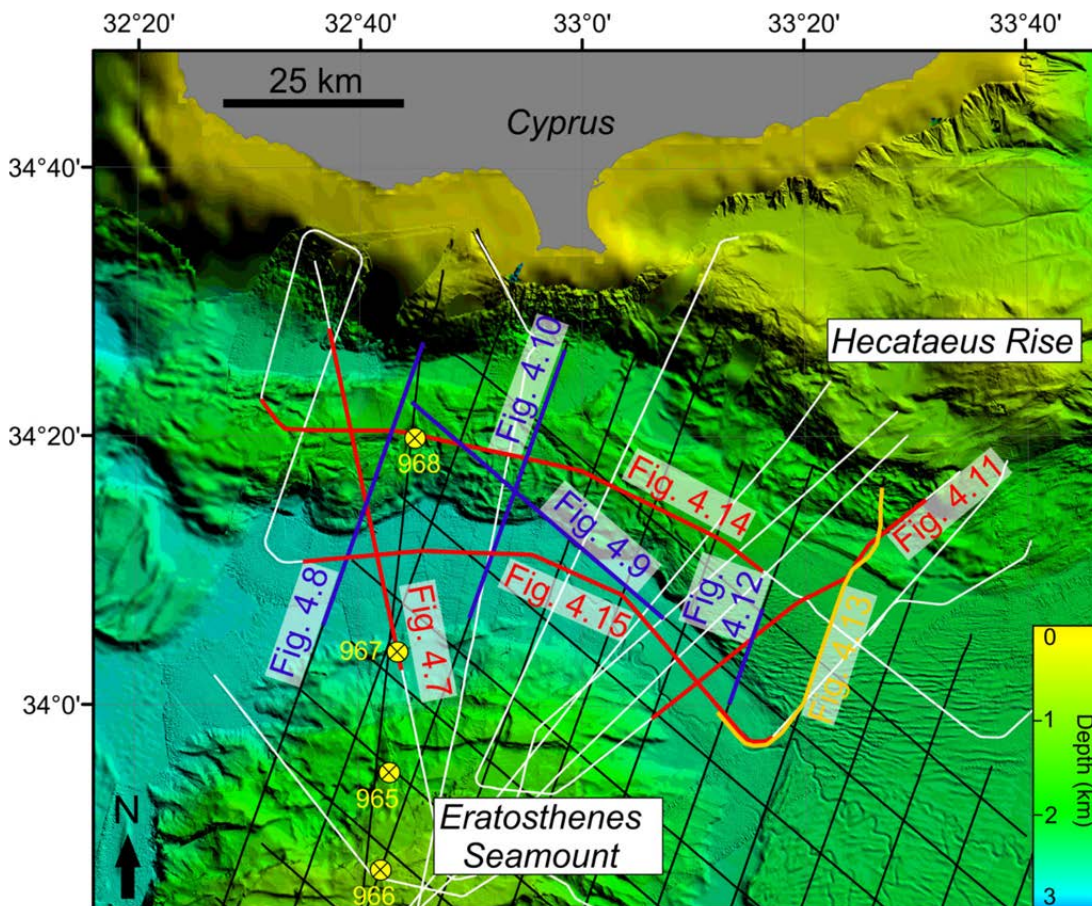 32°20' 32°40' 33°0' 33°20' 33°40'
25 km
Cyprus
34°40'
Hecataeus Rise
Fig. 4.10
34°20'
968
Fig. 4.14
Fig. 4.11
Fig. 4.9
Fig. 4.8
Fig. 4.15
Fig.
4.12
Fig. 4.13
967
Fig. 4.7
34°0'
965
Eratosthenes
Seamount
966
N
0
1
2
3
Depth (km)